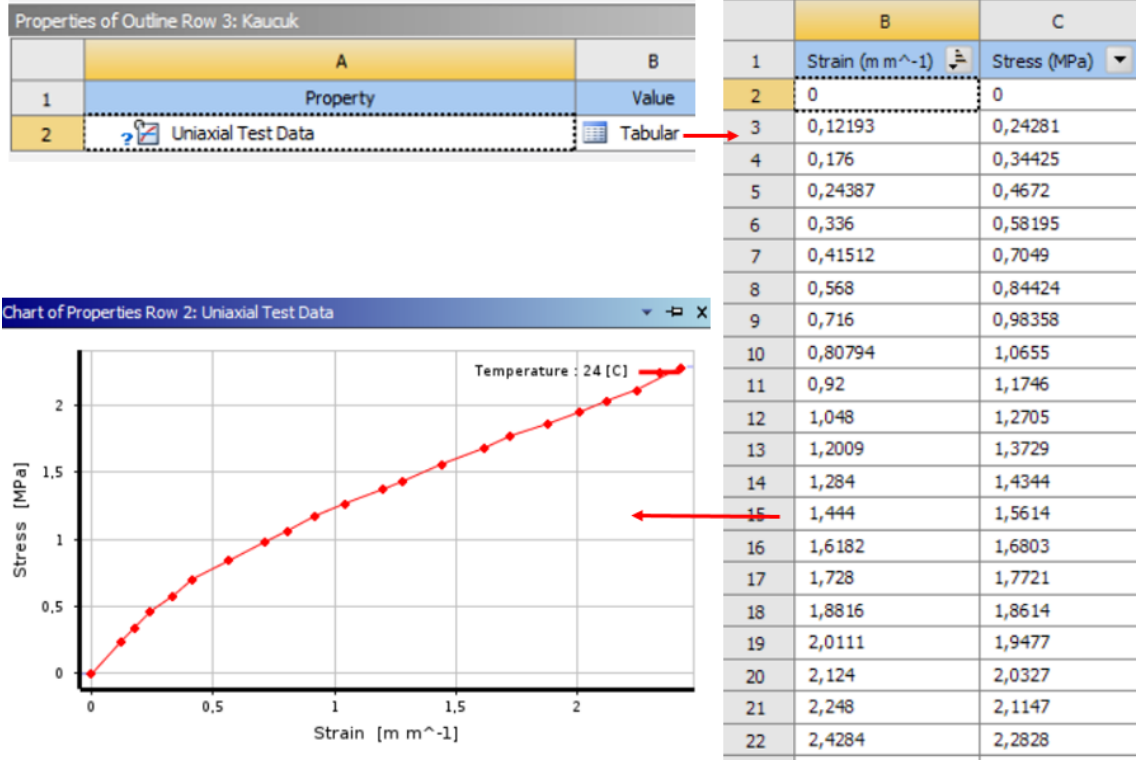 Properties of Outline Row 3: Kaucuk
A B
1 Property Value
2 Uniaxial Test Data Tabular
Chart of Properties Row 2: Uniaxial Test Data
Temperature : 24 [C]
Stress [MPa]
2
1,5
1
0,5
0
0 0,5 1 1,5 2
Strain [m m^-1]
B C
1 Strain (m m^-1) Stress (MPa)
2 0 0
3 0,12193 0,24281
4 0,176 0,34425
5 0,24387 0,4672
6 0,336 0,58195
7 0,41512 0,7049
8 0,568 0,84424
9 0,716 0,98358
10 0,80794 1,0655
11 0,92 1,1746
12 1,048 1,2705
13 1,2009 1,3729
14 1,284 1,4344
15 1,444 1,5614
16 1,6182 1,6803
17 1,728 1,7721
18 1,8816 1,8614
19 2,0111 1,9477
20 2,124 2,0327
21 2,248 2,1147
22 2,4284 2,2828